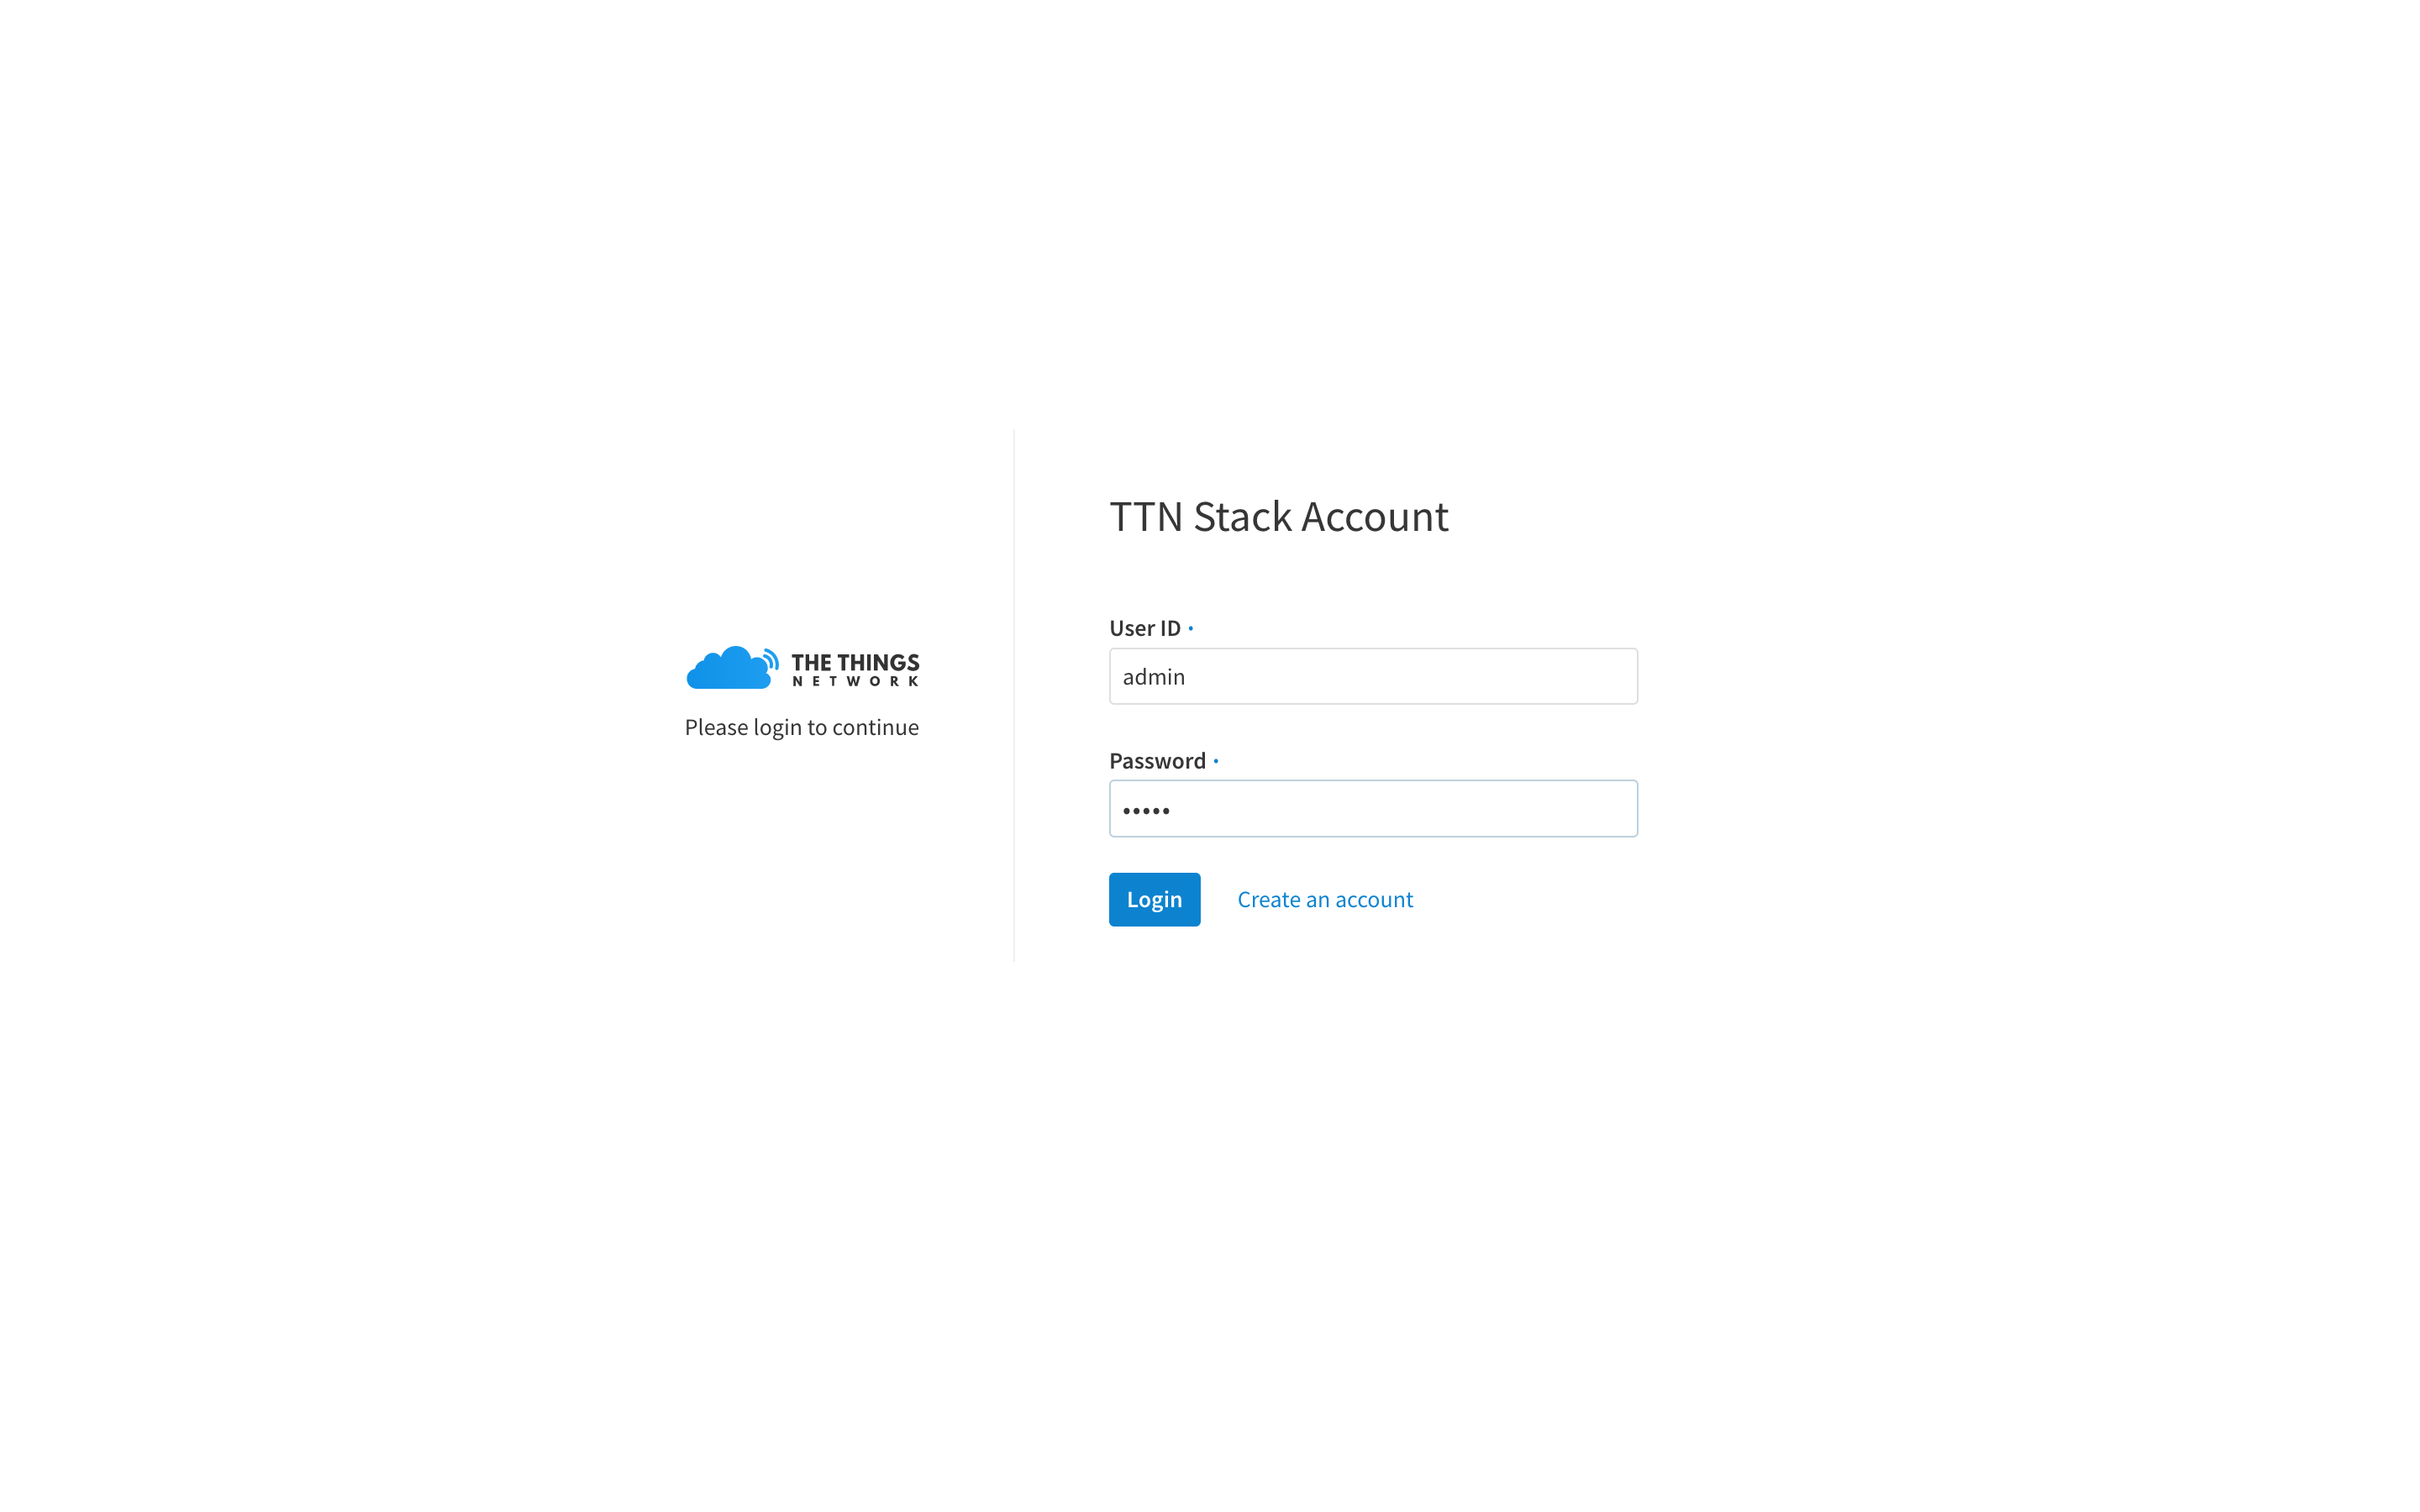 THE THINGS
NETWORK
Please login to continue
TTN Stack Account
User ID
admin
Password
•••••
Login
Create an account